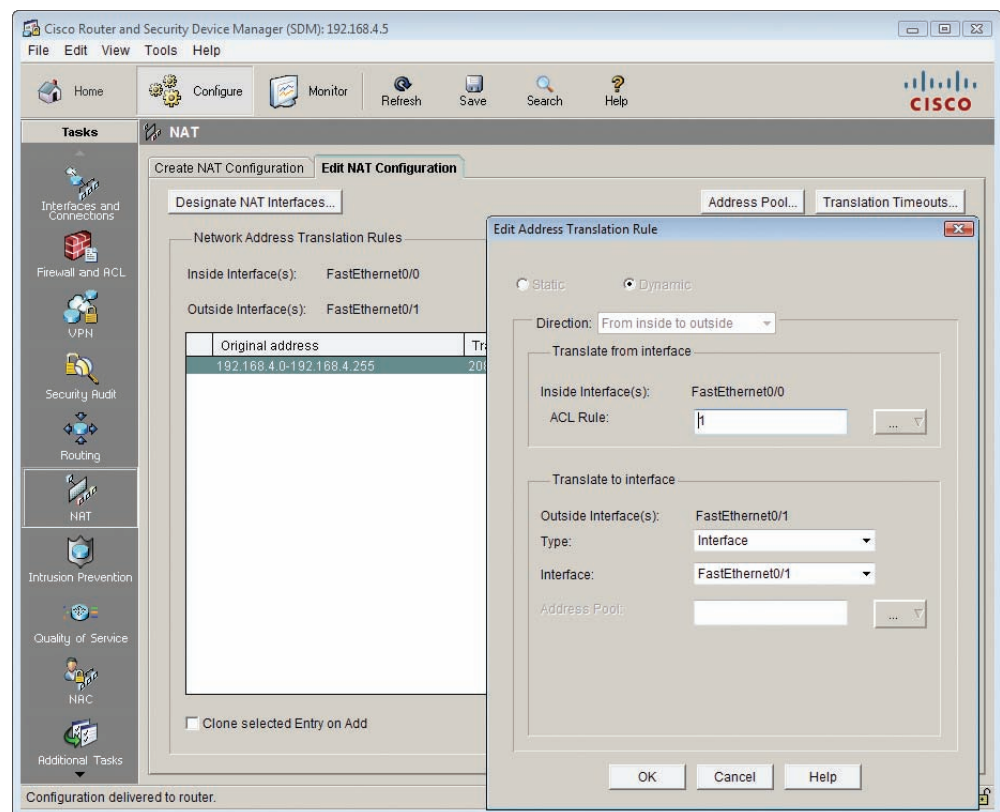 Cisco Router and Security Device Manager (SDM): 192.168.4.5
File Edit View Tools Help
Home Configure Monitor Refresh Save Search Help
CISCO
Tasks
NAT
Interfaces and Connections
Firewall and ACL
VPN
Security Audit
Routing
NAT
Intrusion Prevention
Quality of Service
NAC
Additional Tasks
Create NAT Configuration Edit NAT Configuration
Designate NAT Interfaces... Address Pool... Translation Timeouts...
Network Address Translation Rules
Inside Interface(s): FastEthernet0/0
Outside Interface(s): FastEthernet0/1
Original address
192.168.4.0-192.168.4.255
Clone selected Entry on Add
Edit Address Translation Rule
Static Dynamic
Direction: From inside to outside
Translate from interface
Inside Interface(s): FastEthernet0/0
ACL Rule: 1
...
Translate to interface
Outside Interface(s): FastEthernet0/1
Type: Interface
Interface: FastEthernet0/1
Address Pool:
...
OK Cancel Help
Configuration delivered to router.